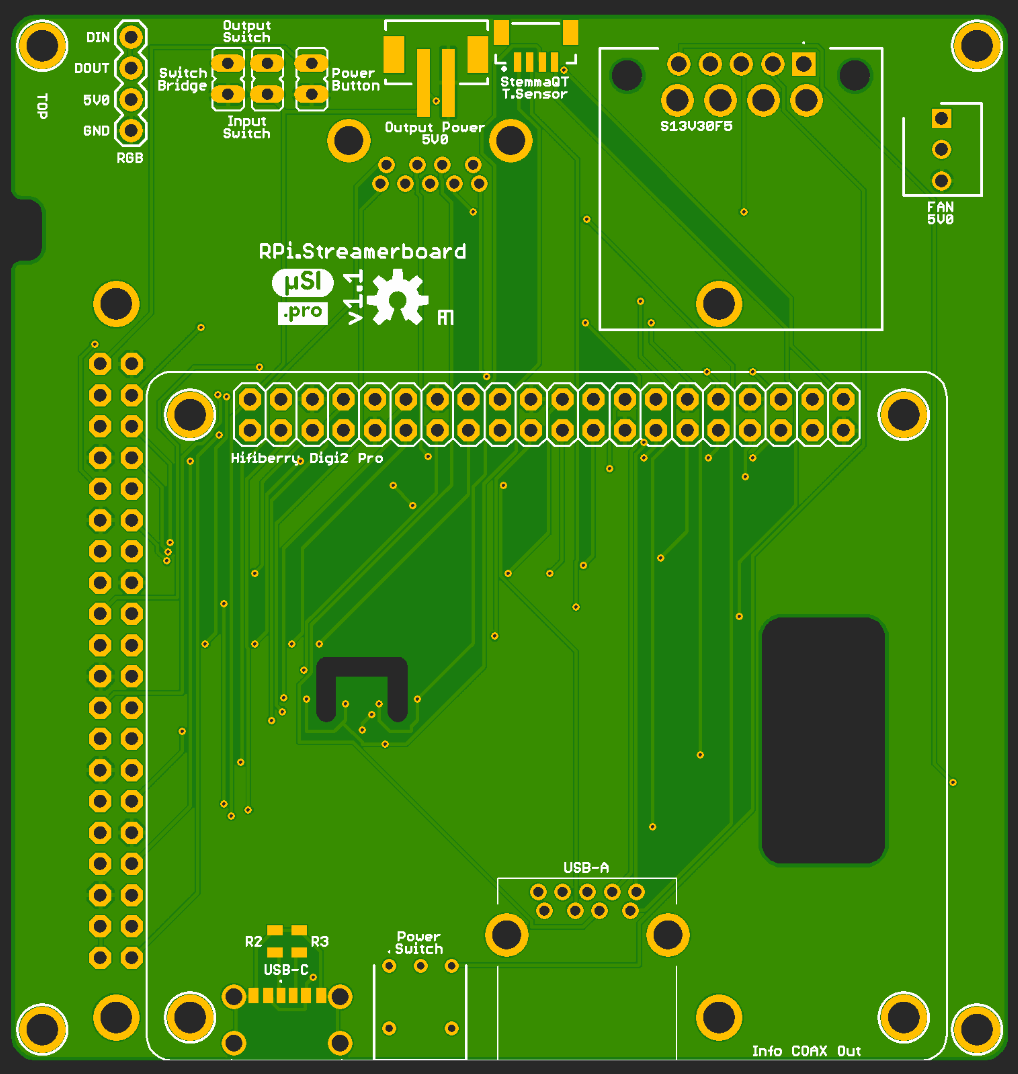 DIN
DOUT
5V0
GND
RGB
TOP
Output
Switch
Switch
Bridge
Power
Button
Input
Switch
Output Power
5V0
StemmaQT
T.Sensor
S13V30F5
FAN
5V0
RPi.Streamerboard
µSI
.pro
v1.1
Hifiberry Digi2 Pro
USB-A
R2
R3
USB-C
Power
Switch
Info COAX Out